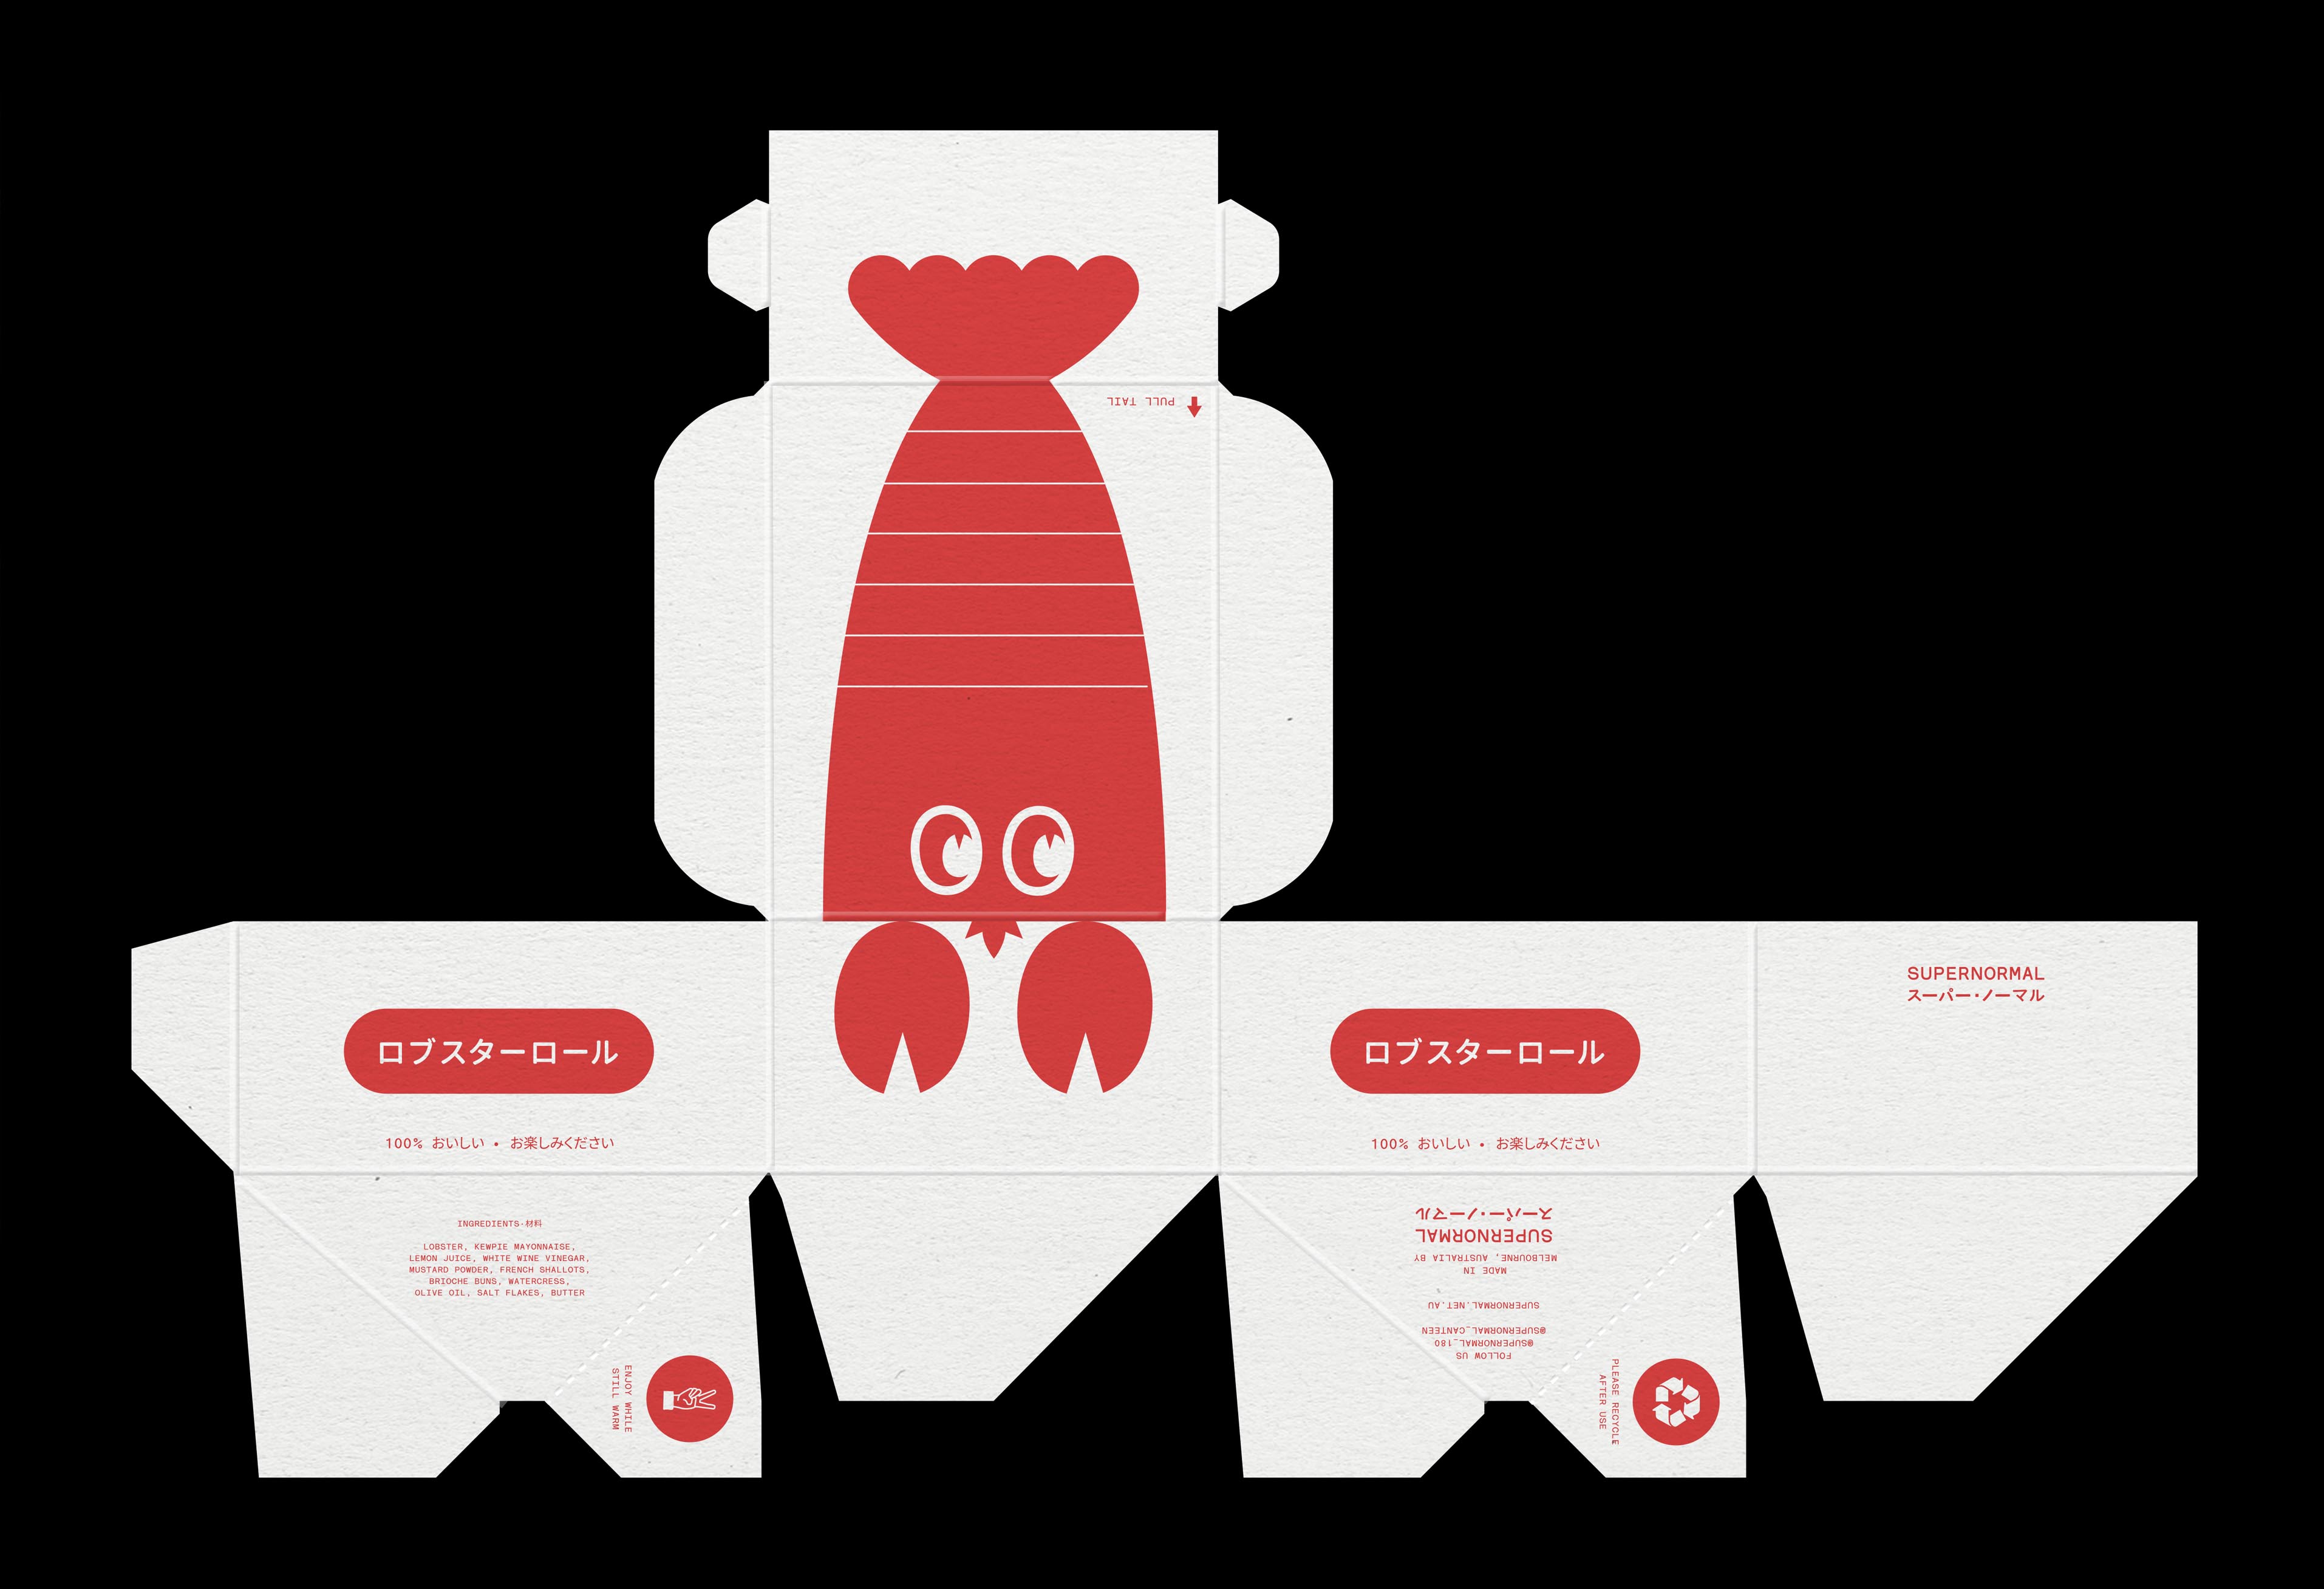 PULL TAIL
ロブスターロール
100% おいしい • お楽しみください
ロブスターロール
100% おいしい • お楽しみください
SUPERNORMAL
スーパー・ノーマル
INGREDIENTS·材料
LOBSTER, KEWPIE MAYONNAISE,
LEMON JUICE, WHITE WINE VINEGAR,
MUSTARD POWDER, FRENCH SHALLOTS,
BRIOCHE BUNS, WATERCRESS,
OLIVE OIL, SALT FLAKES, BUTTER
ENJOY WHILE
STILL WARM
FOLLOW US
@SUPERNORMAL_180
@SUPERNORMAL_CANTEEN
SUPERNORMAL.NET.AU
MADE IN
MELBOURNE, AUSTRALIA BY
SUPERNORMAL
スーパー・ノーマル
PLEASE RECYCLE
AFTER USE